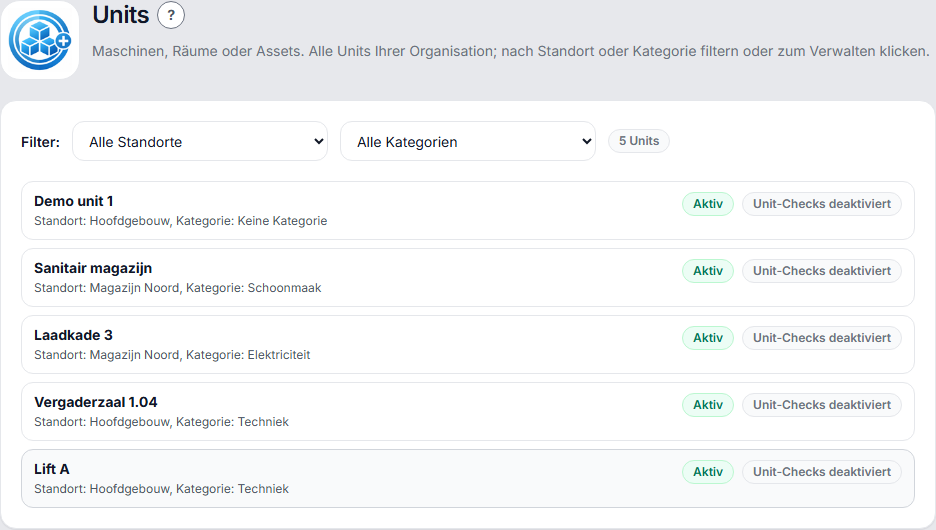 Units ?
Maschinen, Räume oder Assets. Alle Units Ihrer Organisation; nach Standort oder Kategorie filtern oder zum Verwalten klicken.
Filter: Alle Standorte Alle Kategorien 5 Units
Demo unit 1 Aktiv Unit-Checks deaktiviert
Standort: Hoofdgebouw, Kategorie: Keine Kategorie
Sanitair magazijn Aktiv Unit-Checks deaktiviert
Standort: Magazijn Noord, Kategorie: Schoonmaak
Laadkade 3 Aktiv Unit-Checks deaktiviert
Standort: Magazijn Noord, Kategorie: Elektriciteit
Vergaderzaal 1.04 Aktiv Unit-Checks deaktiviert
Standort: Hoofdgebouw, Kategorie: Techniek
Lift A Aktiv Unit-Checks deaktiviert
Standort: Hoofdgebouw, Kategorie: Techniek